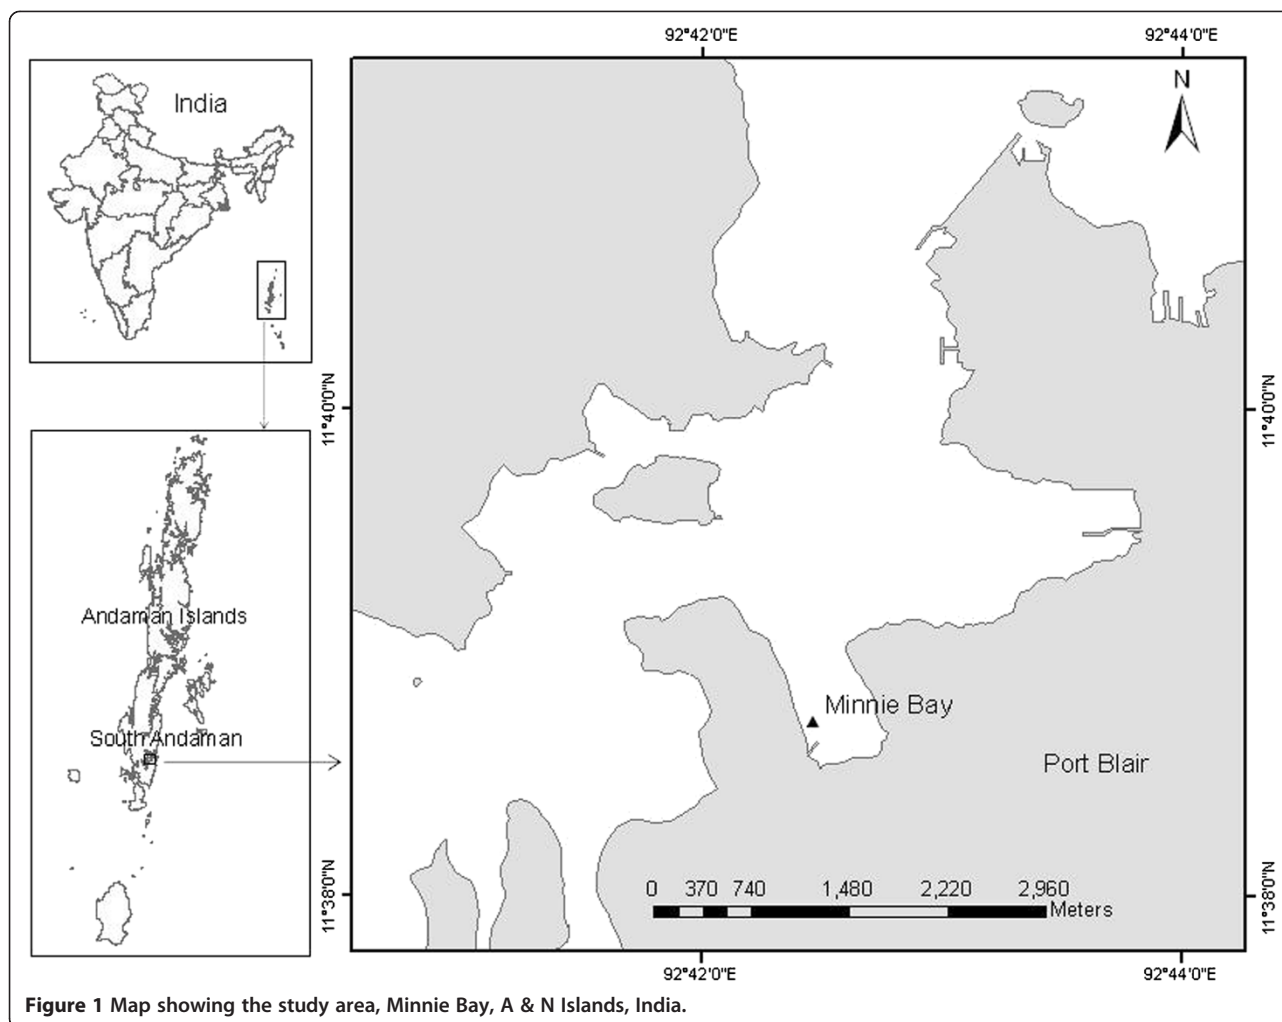 92°42'0"E
92°44'0"E
India
N
11°40'0"N
11°40'0"N
Andaman Islands
South Andaman
Minnie Bay
Port Blair
0 370 740 1,480 2,220 2,960
Meters
11°38'0"N
11°38'0"N
92°42'0"E
92°44'0"E
Figure 1 Map showing the study area, Minnie Bay, A & N Islands, India.